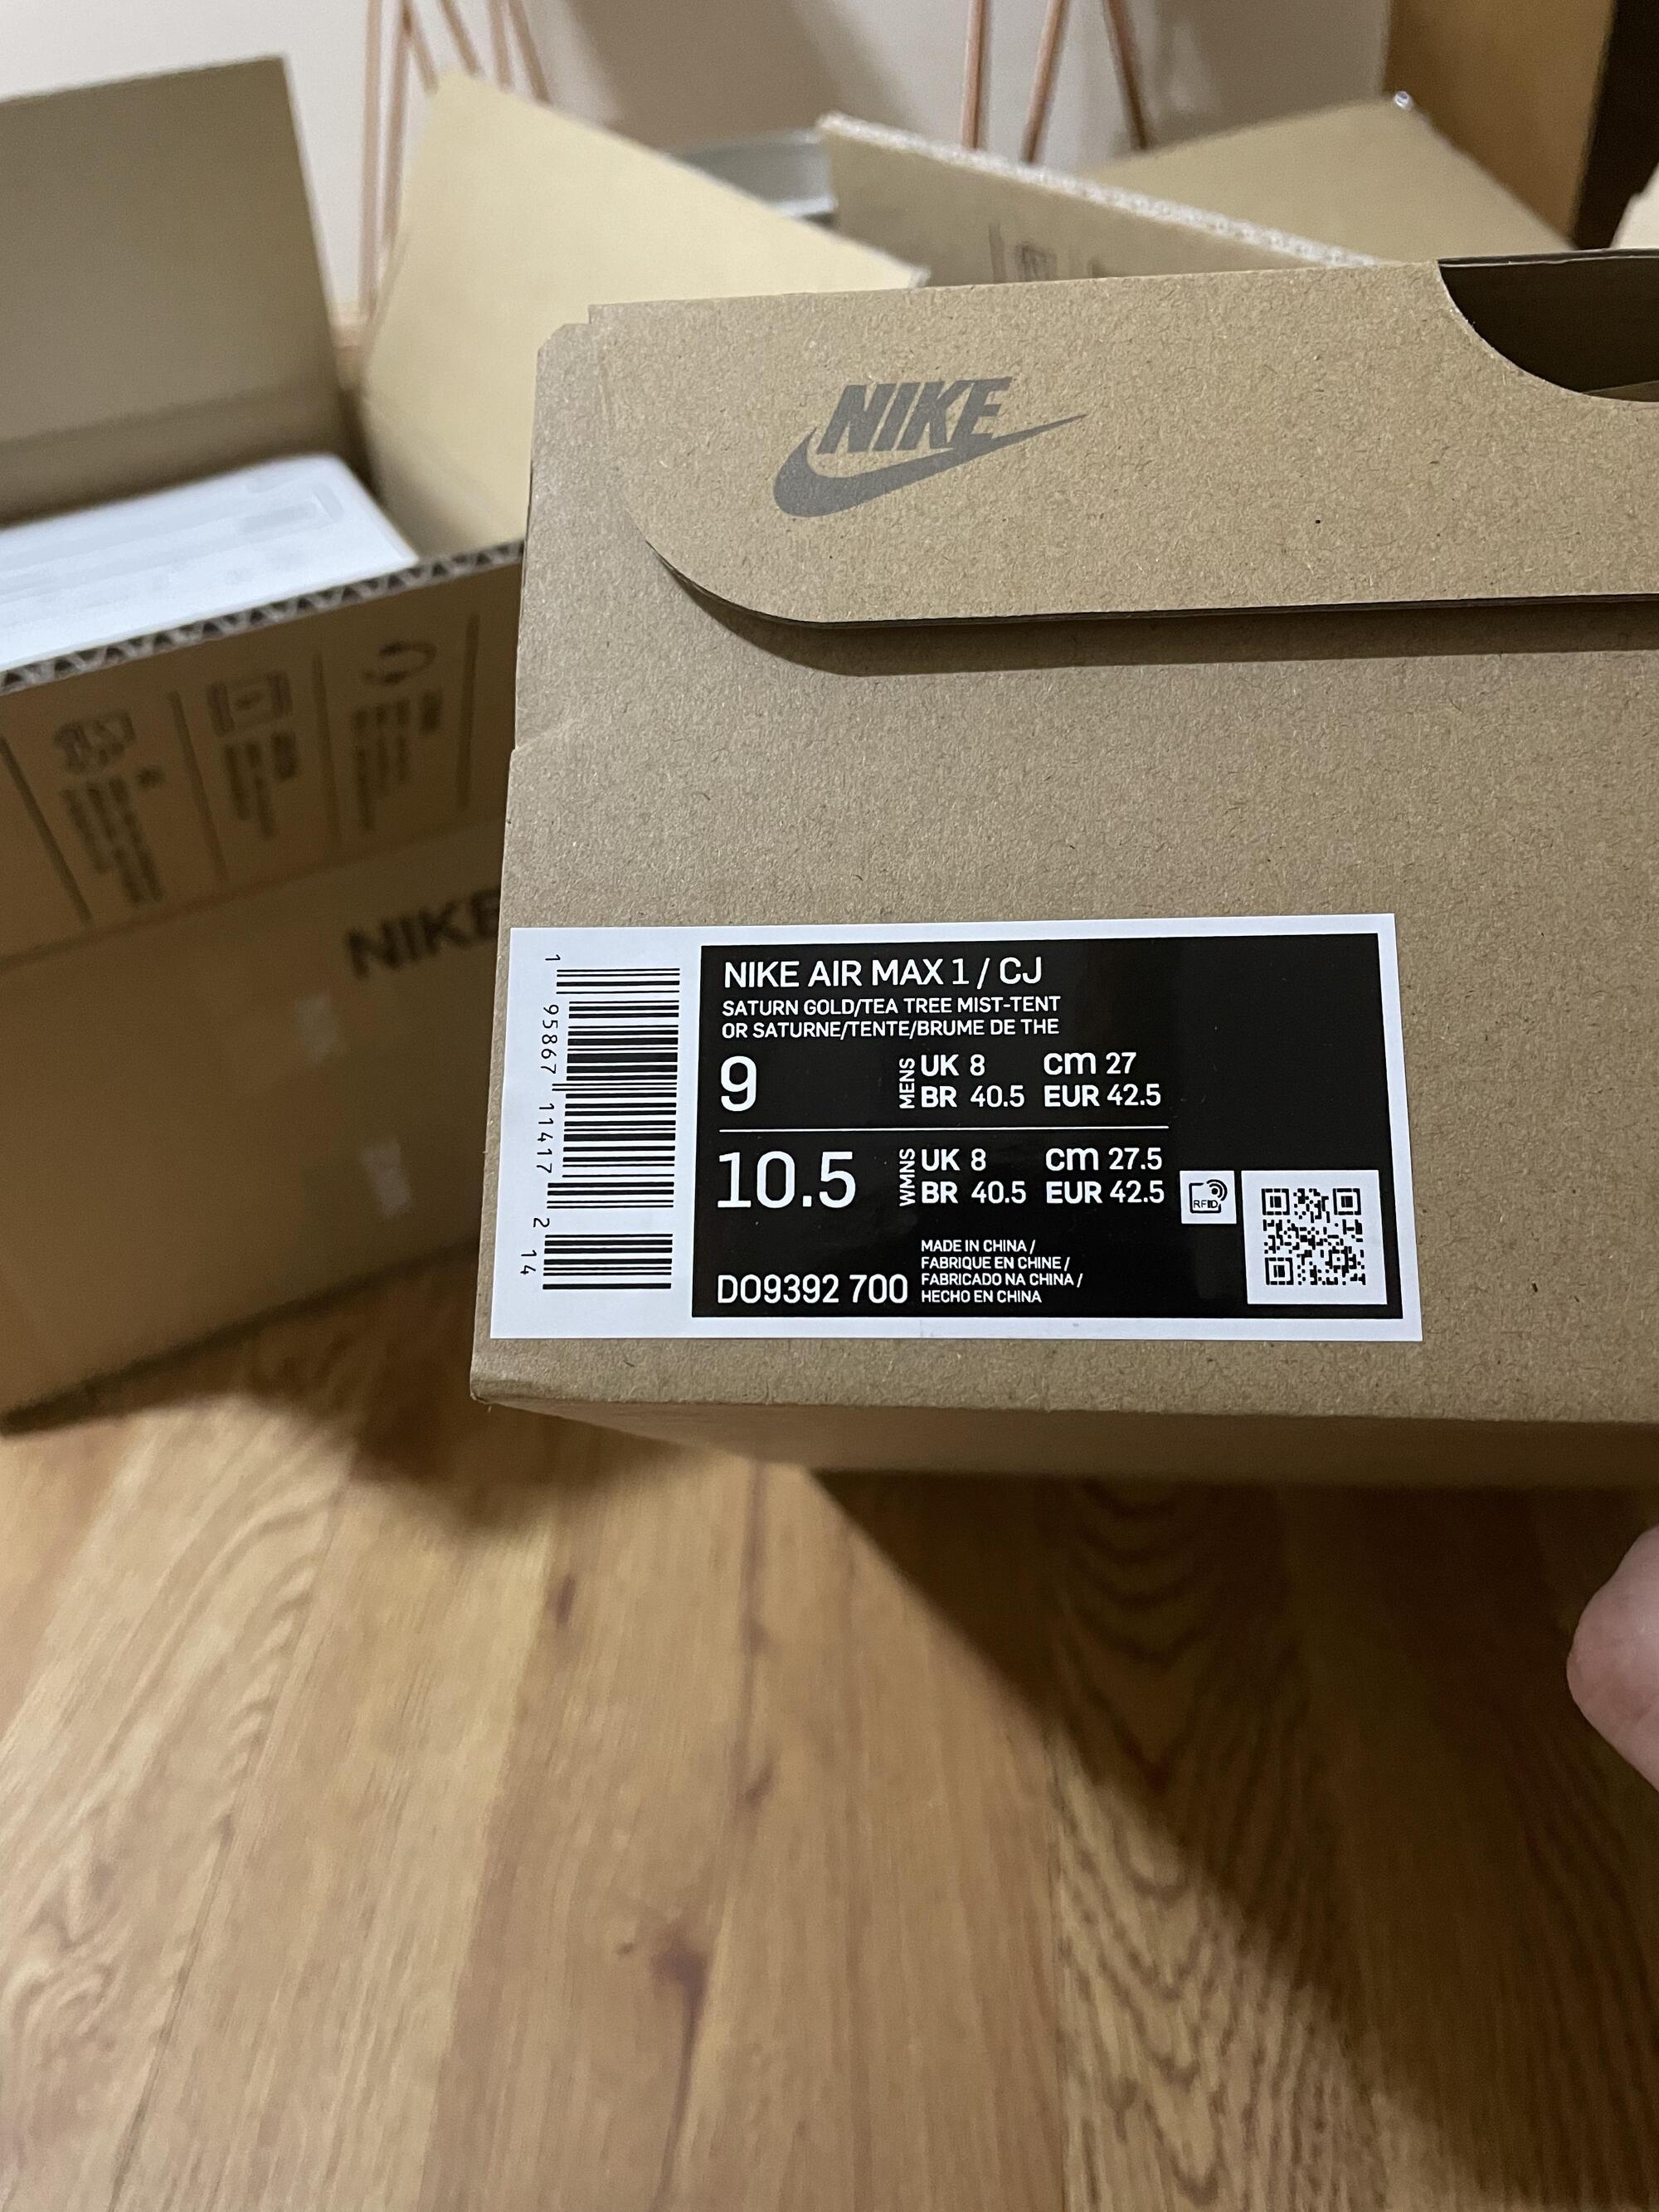 NIKE
NIKE
NIKE AIR MAX 1 / CJ
SATURN GOLD/TEA TREE MIST-TENT
OR SATURNE/TENTE/BRUME DE THE
9 MENS UK 8 cm 27
BR 40.5 EUR 42.5
10.5 WMNS UK 8 cm 27.5
BR 40.5 EUR 42.5
RFID
MADE IN CHINA /
FABRIQUE EN CHINE /
FABRICADO NA CHINA /
HECHO EN CHINA
DO9392 700
1 95867 11417 2 14